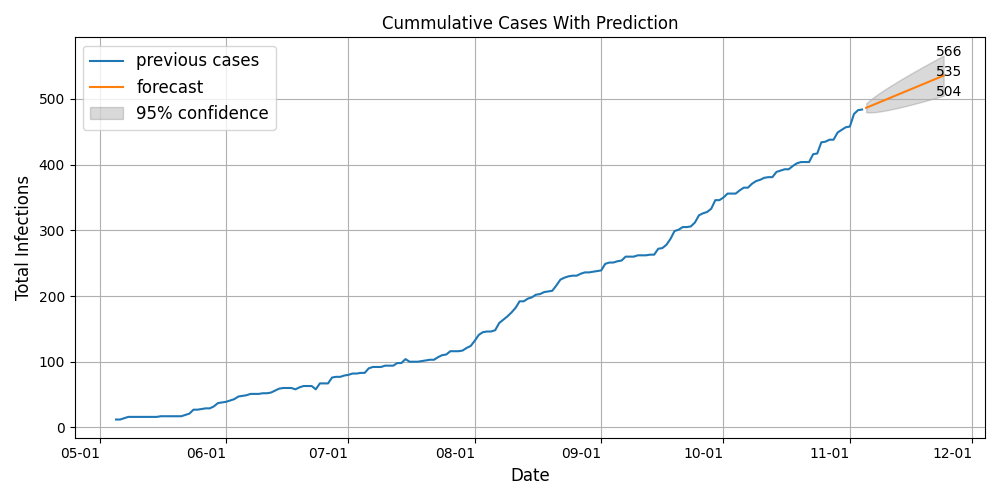 Cummulative Cases With Prediction
previous cases
forecast
95% confidence
566
535
504
Total Infections
500
400
300
200
100
0
05-01 06-01 07-01 08-01 09-01 10-01 11-01 12-01
Date